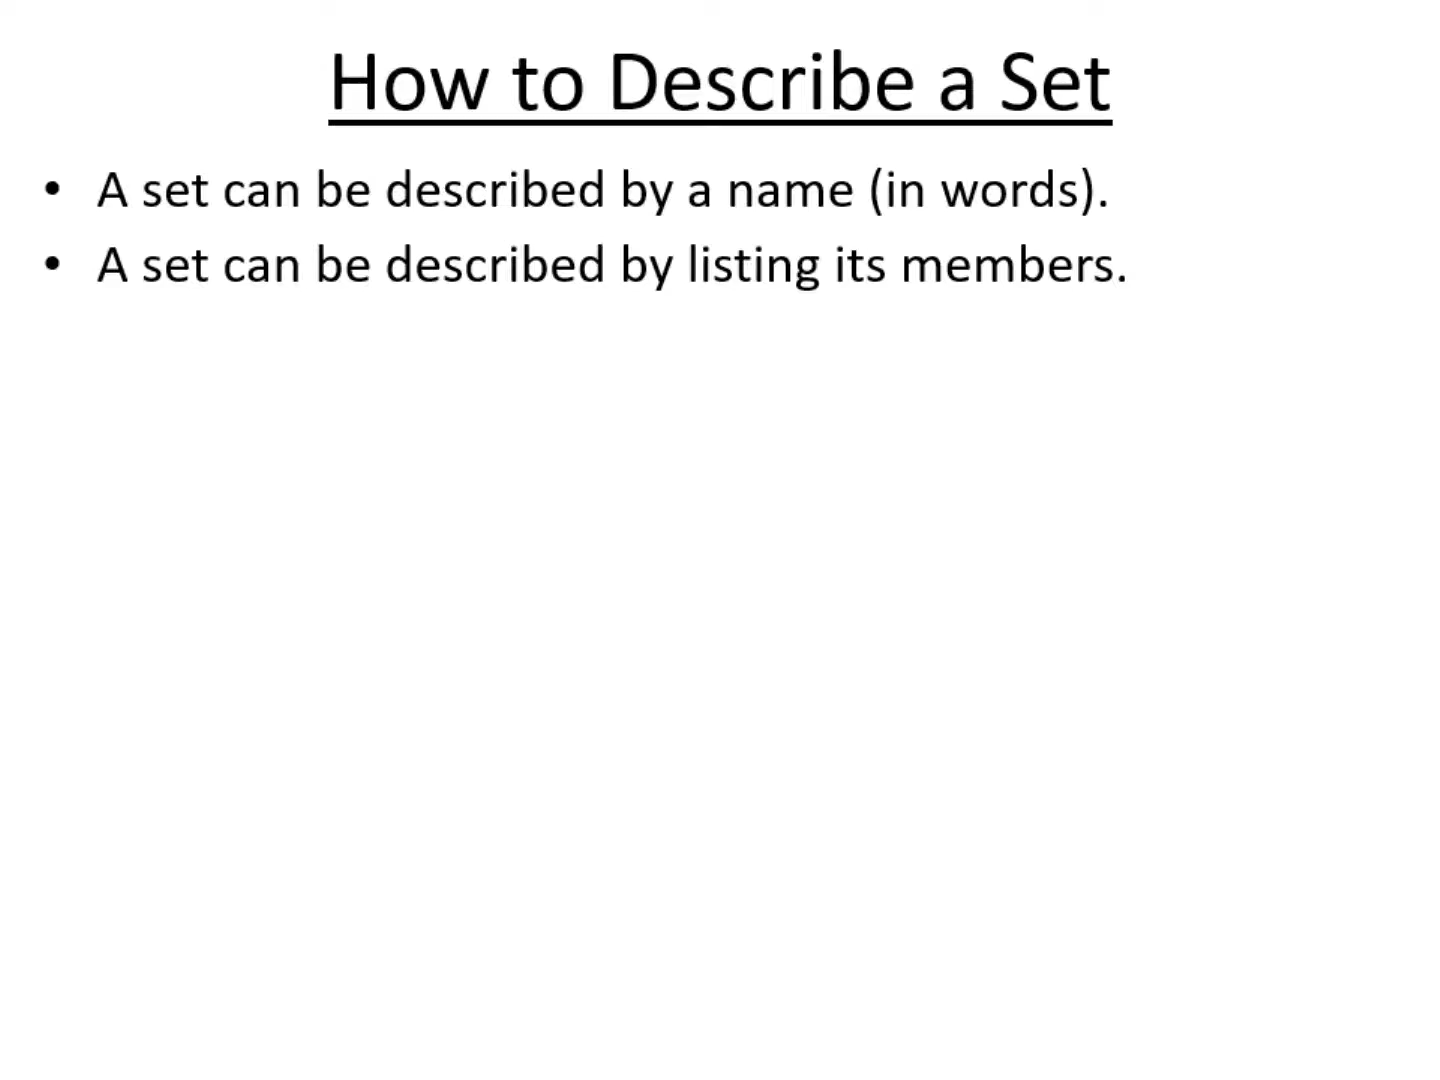 How to Describe a Set
• A set can be described by a name (in words).
• A set can be described by listing its members.